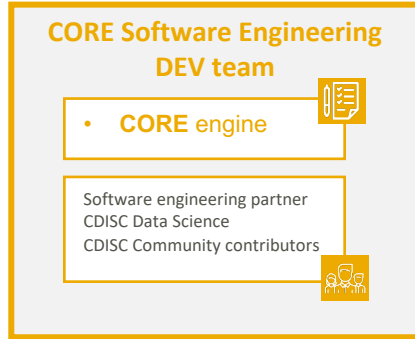 CORE Software Engineering
DEV team
• CORE engine
Software engineering partner
CDISC Data Science
CDISC Community contributors